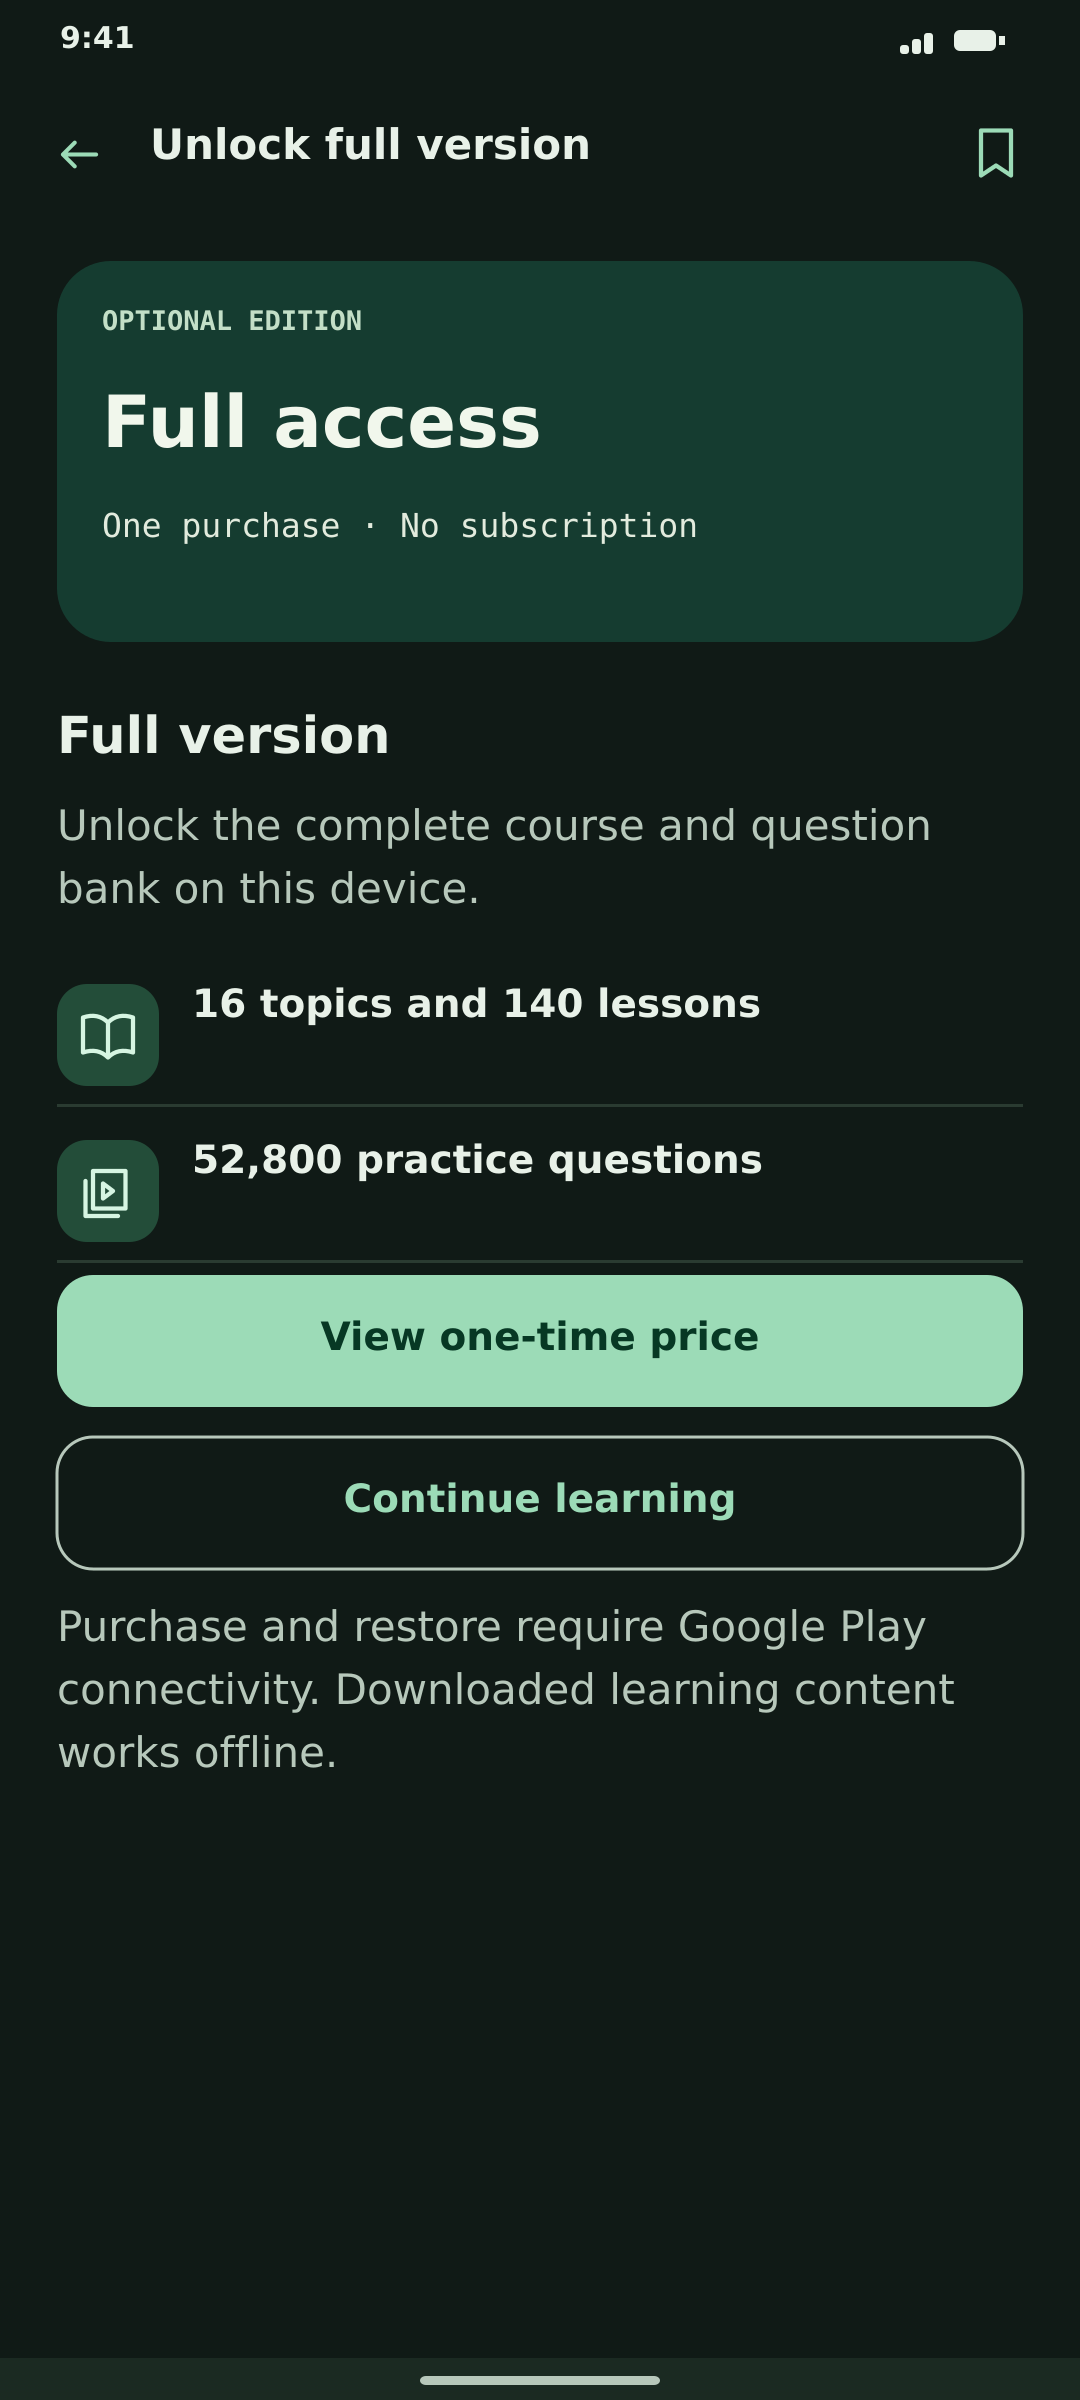 9:41
Unlock full version
OPTIONAL EDITION
Full access
One purchase · No subscription
Full version
Unlock the complete course and question
bank on this device.
16 topics and 140 lessons
52,800 practice questions
View one-time price
Continue learning
Purchase and restore require Google Play
connectivity. Downloaded learning content
works offline.